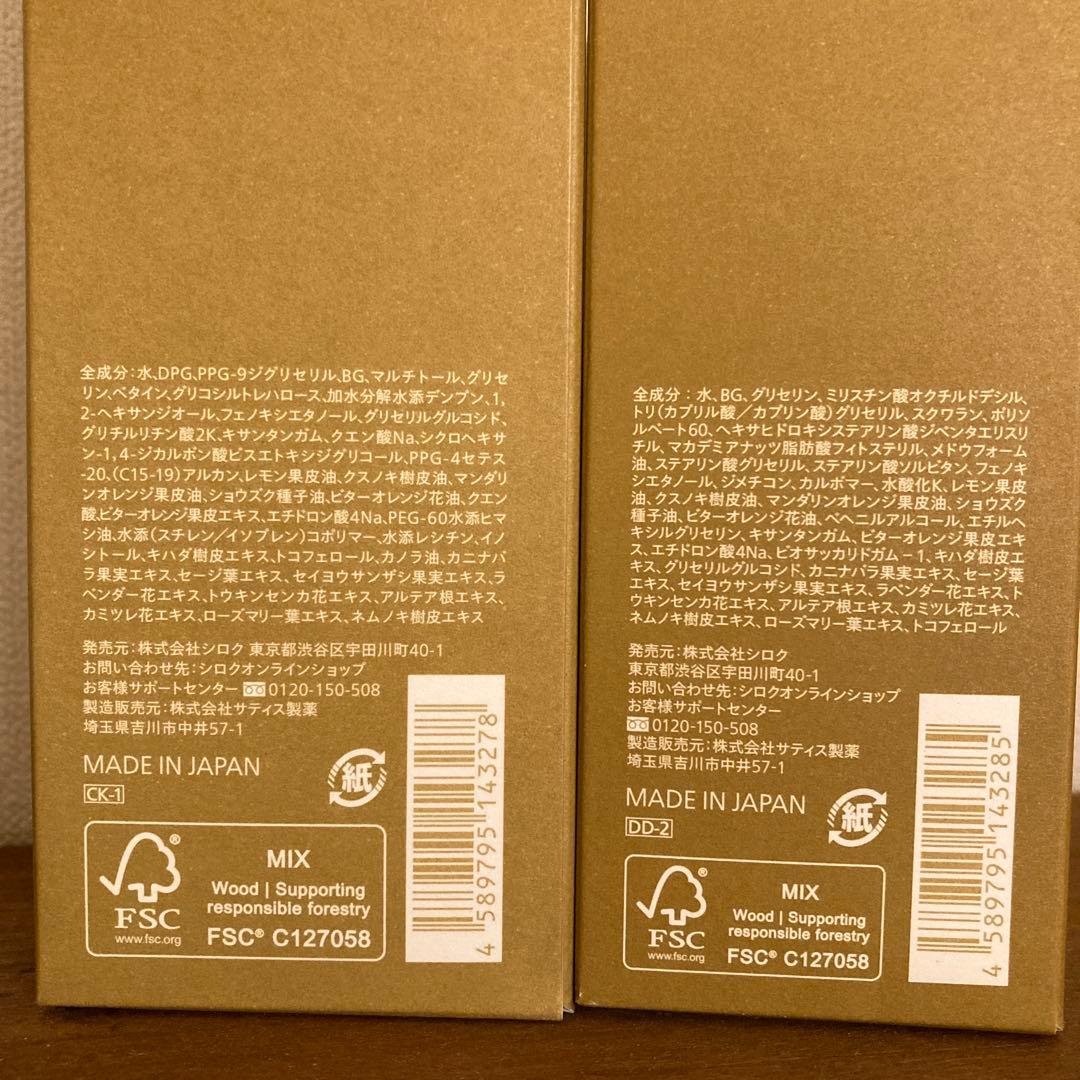 全成分：水、DPG、PPG-9ジグリセリル、BG、マルチトール、グリセ
リン、ベタイン、グリコシルトレハロース、加水分解水添デンプン、1,
2-ヘキサンジオール、フェノキシエタノール、グリセリルグルコシド、
グリチルリチン酸2K、キサンタンガム、クエン酸Na、シクロヘキサ
ン-1,4-ジカルボン酸ビスエトキシジグリコール、PPG-4セテス
-20、(C15-19)アルカン、レモン果皮油、クスノキ樹皮油、マンダリ
ンオレンジ果皮油、ショウズク種子油、ビターオレンジ花油、クエン
酸、ビターオレンジ果皮エキス、エチドロン酸4Na、PEG-60水添ヒマ
シ油、水添（スチレン／イソプレン）コポリマー、水添レシチン、イノ
シトール、キハダ樹皮エキス、トコフェロール、カノラ油、カニナバ
ラ果実エキス、セージ葉エキス、セイヨウサンザシ果実エキス、ラ
ベンダー花エキス、トウキンセンカ花エキス、アルテア根エキス、
カミツレ花エキス、ローズマリー葉エキス、ネムノキ樹皮エキス
発売元：株式会社シロク 東京都渋谷区宇田川町40-1
お問い合わせ先：シロクオンラインショップ
お客様サポートセンター 0120-150-508
製造販売元：株式会社サティス製薬
埼玉県吉川市中井57-1
MADE IN JAPAN
CK-1
紙
FSC®
www.fsc.org
MIX
Wood | Supporting
responsible forestry
FSC® C127058
4 589795 143278
全成分：水、BG、グリセリン、ミリスチン酸オクチルドデシル、
トリ（カプリル酸／カプリン酸）グリセリル、スクワラン、ポリソ
ルベート60、ヘキサヒドロキシステアリン酸ジペンタエリスリ
チル、マカデミアナッツ脂肪酸フィトステリル、メドウフォーム
油、ステアリン酸グリセリル、ステアリン酸ソルビタン、フェノキ
シエタノール、ジメチコン、カルボマー、水酸化K、レモン果皮
油、クスノキ樹皮油、マンダリンオレンジ果皮油、ショウズク
種子油、ビターオレンジ花油、ベヘニルアルコール、エチルヘ
キシルグリセリン、キサンタンガム、ビターオレンジ果皮エキ
ス、エチドロン酸4Na、ビオサッカリドガム－1、キハダ樹皮エ
キス、グリセリルグルコシド、カニナバラ果実エキス、セージ葉
エキス、セイヨウサンザシ果実エキス、ラベンダー花エキス、ト
ウキンセンカ花エキス、アルテア根エキス、カミツレ花エキス、
ネムノキ樹皮エキス、ローズマリー葉エキス、トコフェロール
発売元：株式会社シロク
東京都渋谷区宇田川町40-1
お問い合わせ先：シロクオンラインショップ
お客様サポートセンター
0120-150-508
製造販売元：株式会社サティス製薬
埼玉県吉川市中井57-1
MADE IN JAPAN
DD-2
紙
FSC®
www.fsc.org
MIX
Wood | Supporting
responsible forestry
FSC® C127058
4 589795 143285